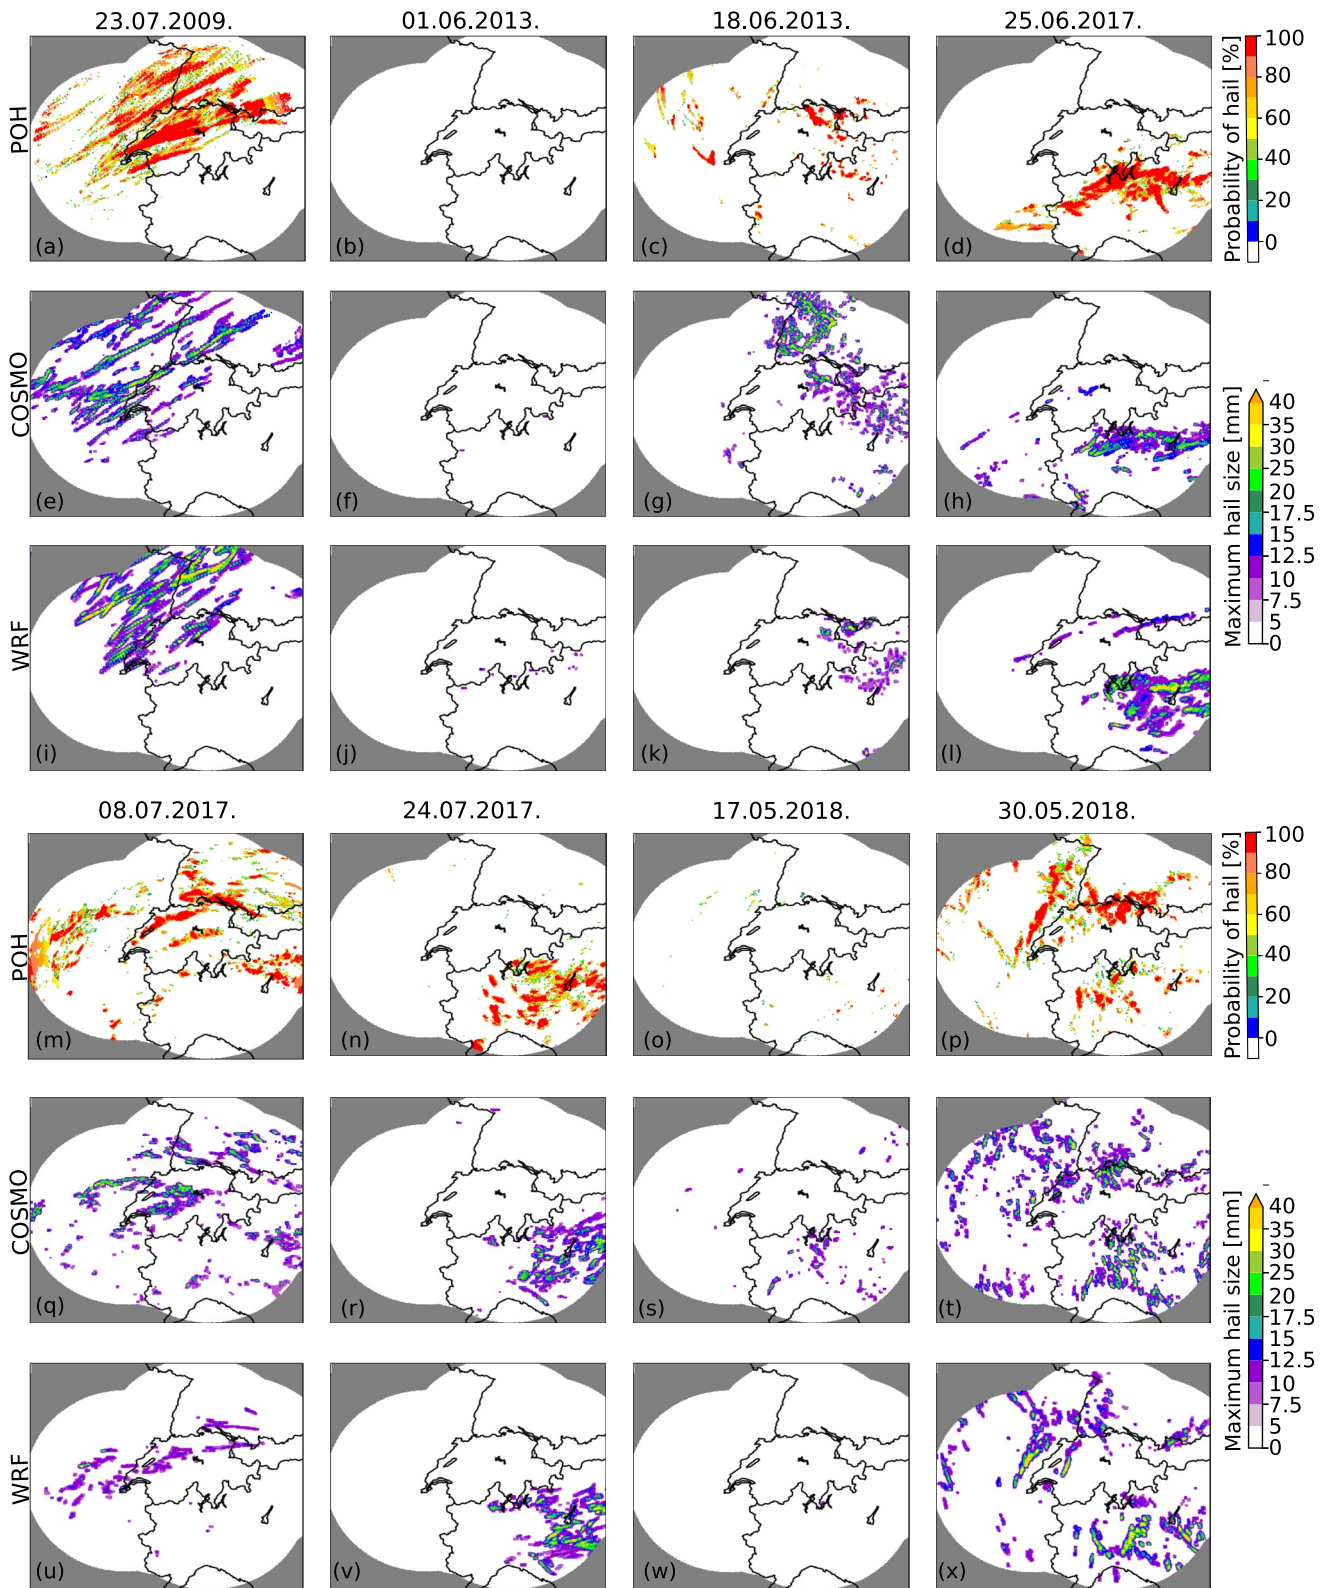 23.07.2009. 01.06.2013. 18.06.2013. 25.06.2017.
POH
(a) (b) (c) (d)
Probability of hail [%]
100
80
60
40
20
0
COSMO
(e) (f) (g) (h)
WRF
(i) (j) (k) (l)
Maximum hail size [mm]
40
35
30
25
20
17.5
15
12.5
10
7.5
5
0
08.07.2017. 24.07.2017. 17.05.2018. 30.05.2018.
POH
(m) (n) (o) (p)
Probability of hail [%]
100
80
60
40
20
0
COSMO
(q) (r) (s) (t)
WRF
(u) (v) (w) (x)
Maximum hail size [mm]
40
35
30
25
20
17.5
15
12.5
10
7.5
5
0